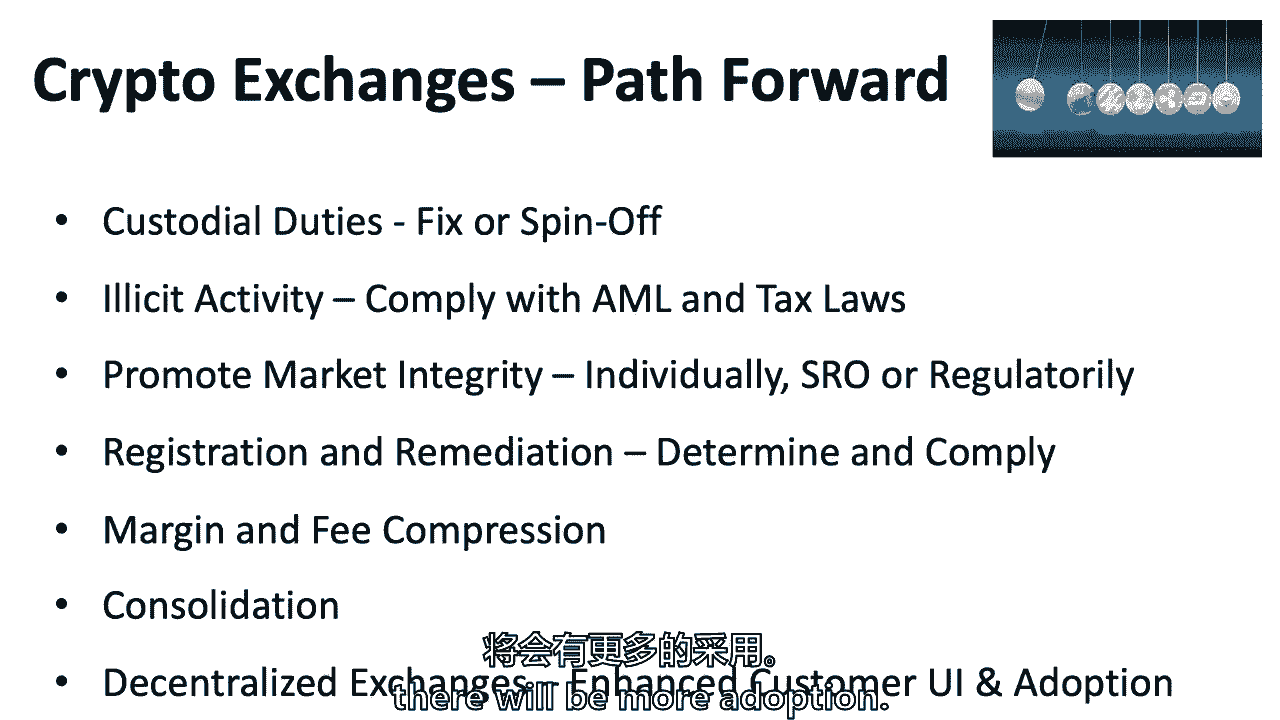 Crypto Exchanges – Path Forward
• Custodial Duties - Fix or Spin-Off
• Illicit Activity – Comply with AML and Tax Laws
• Promote Market Integrity – Individually, SRO or Regulatorily
• Registration and Remediation – Determine and Comply
• Margin and Fee Compression
• Consolidation
• Decentralized Exchanges – Enhanced Customer UI & Adoption
将会有更多的采用。
there will be more adoption.